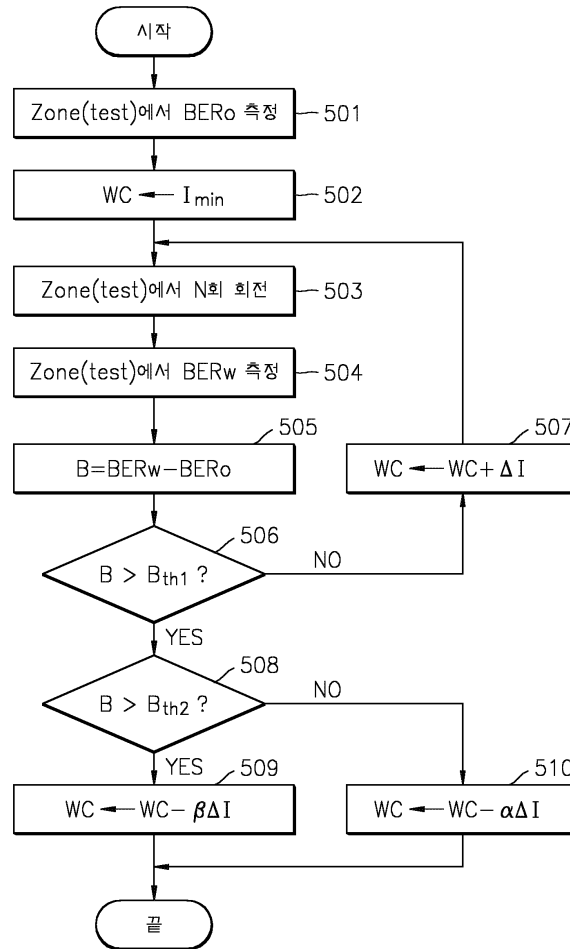 시작
Zone(test)에서 BERo 측정
501
WC ← Imin
502
Zone(test)에서 N회 회전
503
Zone(test)에서 BERw 측정
504
505
B=BERw-BERo
507
WC ← WC+ΔI
506
B > Bth1 ?
NO
YES
508
B > Bth2 ?
NO
YES
509
WC ← WC-βΔI
510
WC ← WC-αΔI
끝